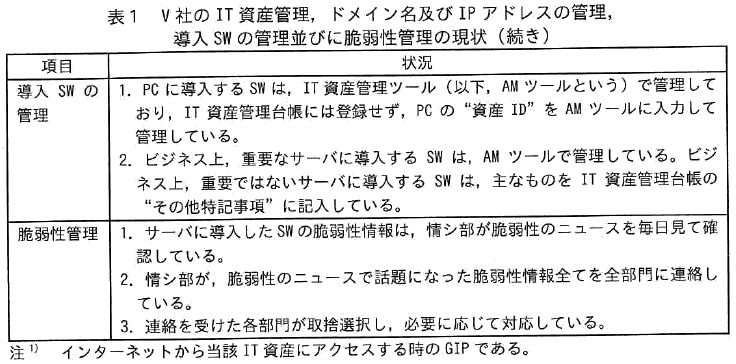 表1 V社のIT資産管理，ドメイン名及びIPアドレスの管理，
導入SWの管理並びに脆弱性管理の現状（続き）
項目
状況
導入SWの
管理
1. PCに導入するSWは，IT資産管理ツール（以下，AMツールという）で管理して
おり，IT資産管理台帳には登録せず，PCの“資産ID”をAMツールに入力して
管理している。
2. ビジネス上，重要なサーバに導入するSWは，AMツールで管理している。ビジ
ネス上，重要ではないサーバに導入するSWは，主なものをIT資産管理台帳の
“その他特記事項”に記入している。
脆弱性管理
1. サーバに導入したSWの脆弱性情報は，情シ部が脆弱性のニュースを毎日見て確
認している。
2. 情シ部が，脆弱性のニュースで話題になった脆弱性情報全てを全部門に連絡し
ている。
3. 連絡を受けた各部門が取捨選択し，必要に応じて対応している。
注1) インターネットから当該IT資産にアクセスする時のGIPである。